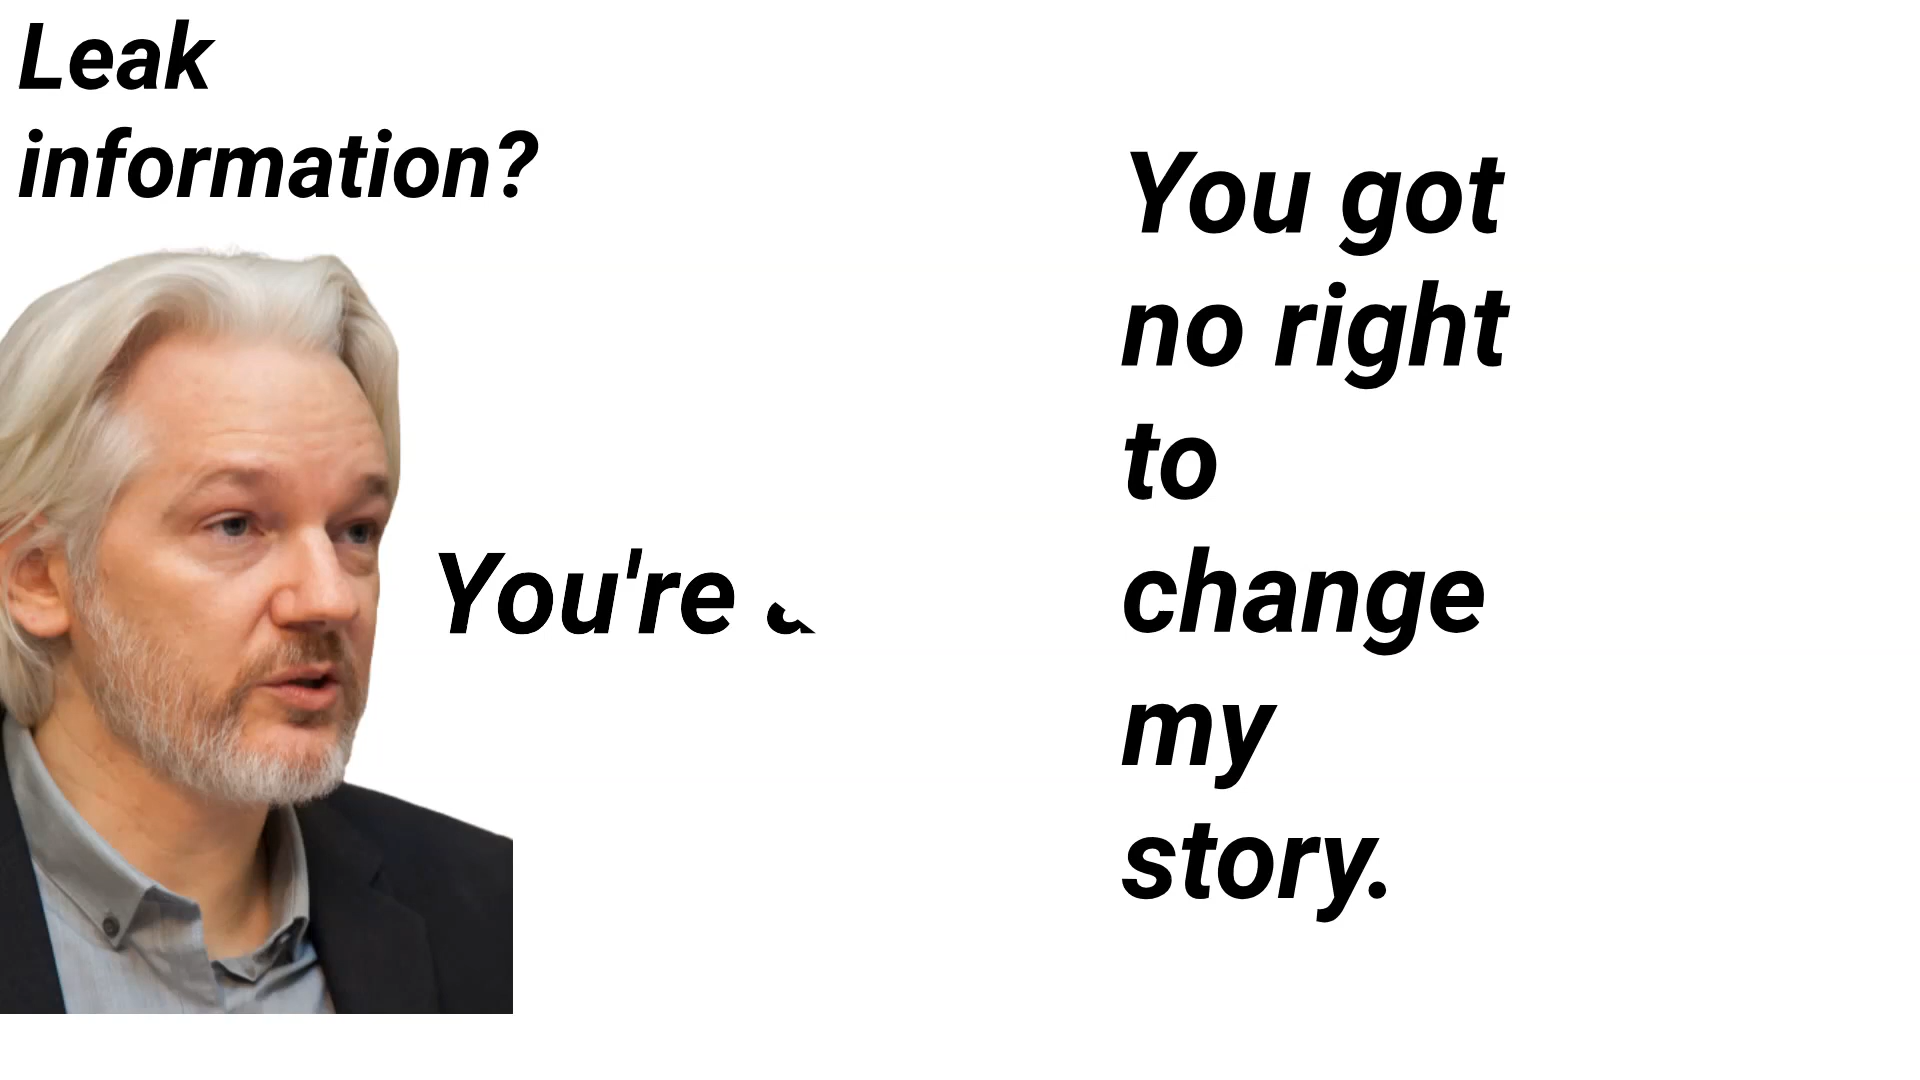 Leak
information?
You're
You got
no right
to
change
my
story.